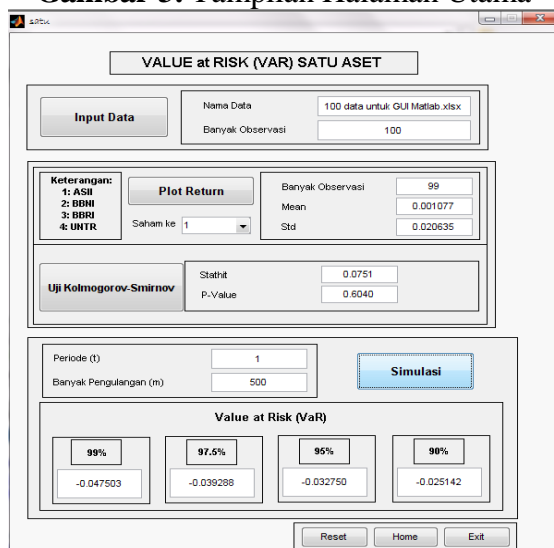 Gambar 3. Tampilan Halaman Utama
satu
VALUE at RISK (VAR) SATU ASET
Input Data
Nama Data
100 data untuk GUI Matlab.xlsx
Banyak Observasi
100
Keterangan:
1: ASII
2: BBNI
3: BBRI
4: UNTR
Plot Return
Saham ke
1
Banyak Observasi
99
Mean
0.001077
Std
0.020635
Uji Kolmogorov-Smirnov
Stathit
0.0751
P-Value
0.6040
Periode (t)
1
Banyak Pengulangan (m)
500
Simulasi
Value at Risk (VaR)
99%
97.5%
95%
90%
-0.047503
-0.039288
-0.032750
-0.025142
Reset
Home
Exit